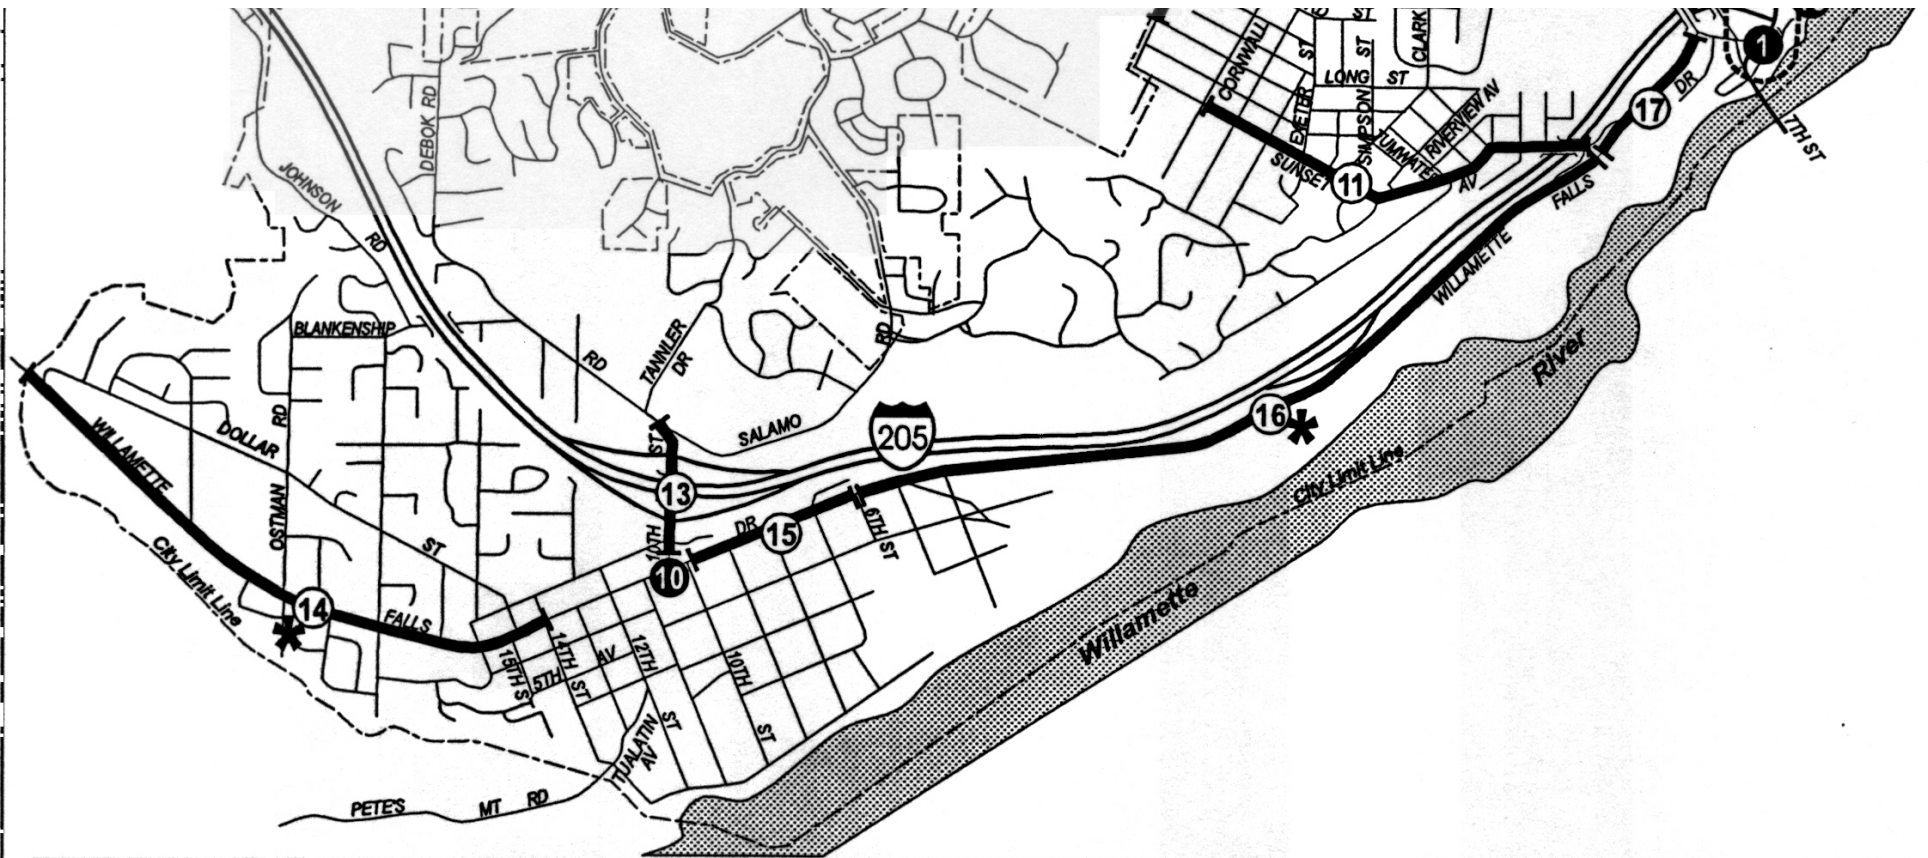 ST
CORNWALL
ST
ST
CLARK
1
LONG ST
DR
17
DEBOK RD
EXETER
SIMPSON
RIVERVIEW AV
TUMWATER
7TH ST
JOHNSON
RD
SUNSET
11
AV
FALLS
WILLAMETTE
BLANKENSHIP
RD
TANNLER
DR
RD
River
WILLAMETTE
DOLLAR
RD
ST
SALAMO
205
16
*
City Limit Line
13
OSTMAN
ST
10TH
DR
15
6TH ST
10
City Limit Line
14
*
FALLS
Willamette
15TH ST
14TH
ST
5TH
AV
12TH
ST
10TH
ST
TUALATIN
AV
PETE'S MT RD